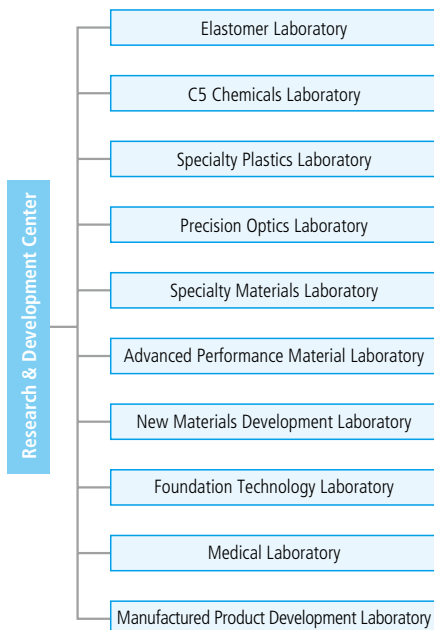 Research & Development Center
Elastomer Laboratory
C5 Chemicals Laboratory
Specialty Plastics Laboratory
Precision Optics Laboratory
Specialty Materials Laboratory
Advanced Performance Material Laboratory
New Materials Development Laboratory
Foundation Technology Laboratory
Medical Laboratory
Manufactured Product Development Laboratory